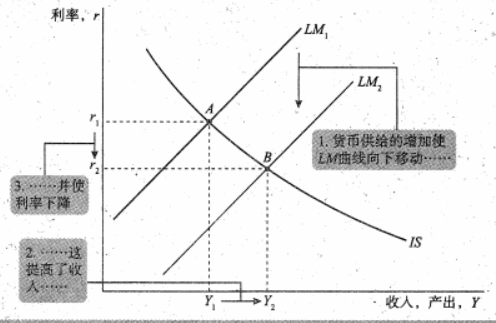 利率，r
LM₁
LM₂
A
r₁
1. 货币供给的增加使
LM曲线向下移动……
B
r₂
3. ……并使
利率下降
IS
2. ……这
提高了收
入……
Y₁
Y₂
收入，产出，Y